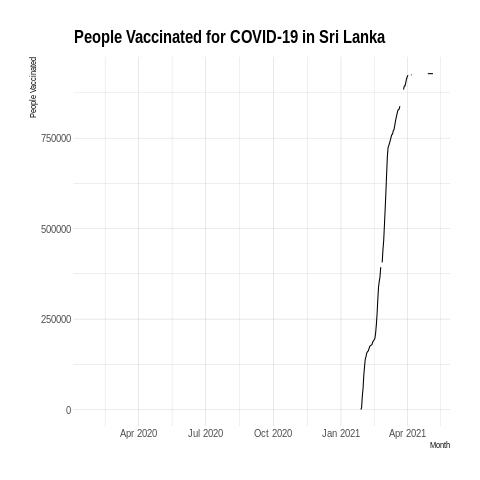 People Vaccinated for COVID-19 in Sri Lanka
People Vaccinated
750000
500000
250000
0
Apr 2020 Jul 2020 Oct 2020 Jan 2021 Apr 2021
Month